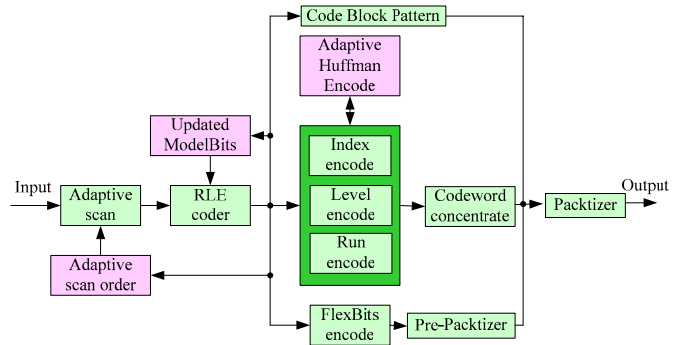 Code Block Pattern
Adaptive
Huffman
Encode
Updated
ModelBits
Index
encode
Input
Adaptive
scan
RLE
coder
Level
encode
Codeword
concentrate
Packtizer
Output
Run
encode
Adaptive
scan order
FlexBits
encode
Pre-Packtizer